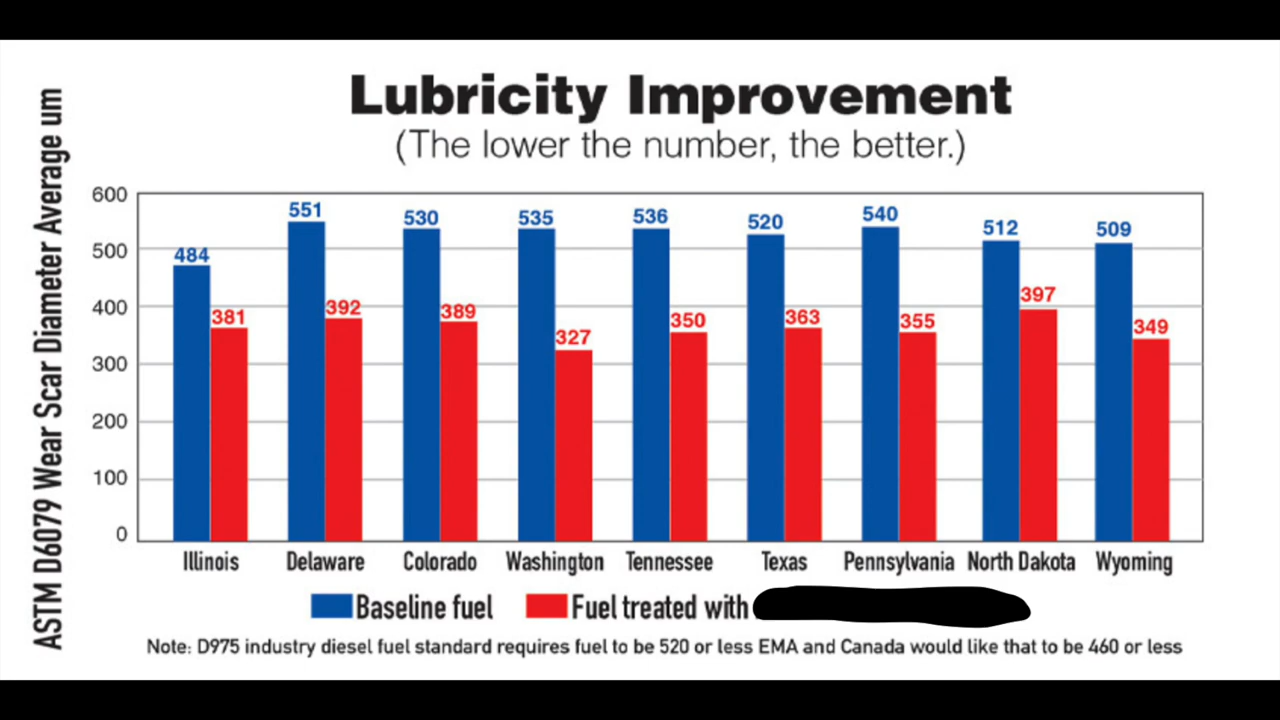 Lubricity Improvement
(The lower the number, the better.)
ASTM D6079 Wear Scar Diameter Average um
600
500
400
300
200
100
0
484
381
551
392
530
389
535
327
536
350
520
363
540
355
512
397
509
349
Illinois
Delaware
Colorado
Washington
Tennessee
Texas
Pennsylvania
North Dakota
Wyoming
Baseline fuel
Fuel treated with
Note: D975 industry diesel fuel standard requires fuel to be 520 or less EMA and Canada would like that to be 460 or less